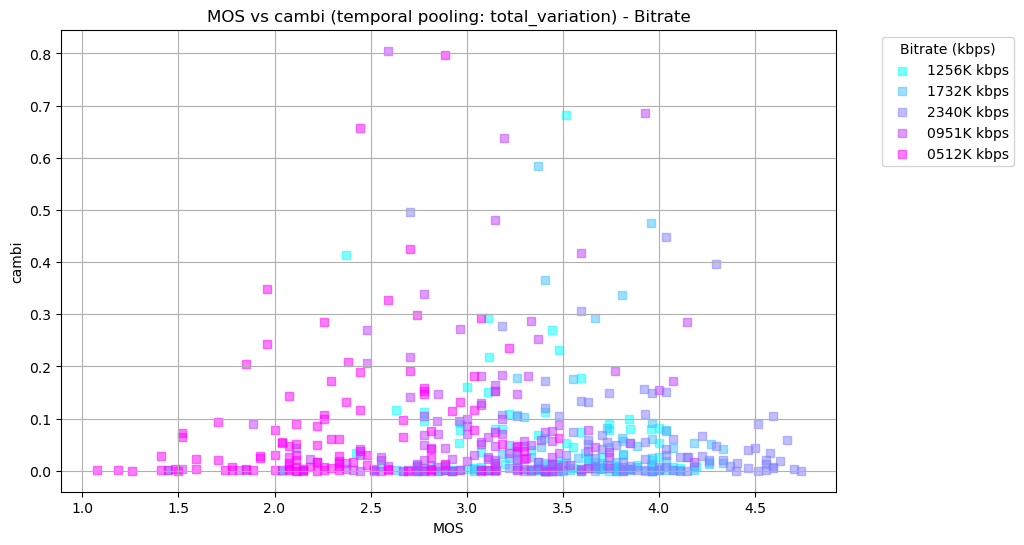 MOS vs cambi (temporal pooling: total_variation) - Bitrate
Bitrate (kbps)
1256K kbps
1732K kbps
2340K kbps
0951K kbps
0512K kbps
cambi
0.8
0.7
0.6
0.5
0.4
0.3
0.2
0.1
0.0
1.0 1.5 2.0 2.5 3.0 3.5 4.0 4.5
MOS